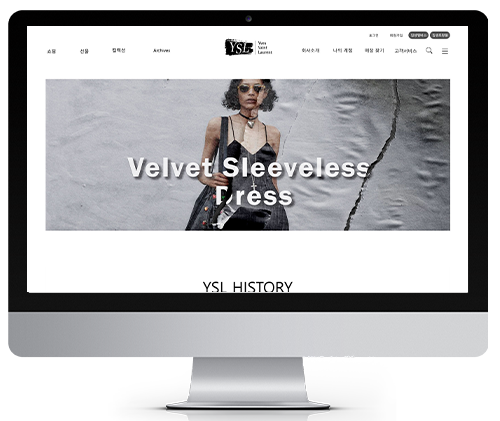 로그인 회원가입
쇼핑 선물 컬렉션 Archives
YSL
Yves
Saint
Laurent
회사소개 나의 계정 매장 찾기 고객서비스
Velvet Sleeveless
Dress
YSL HISTORY